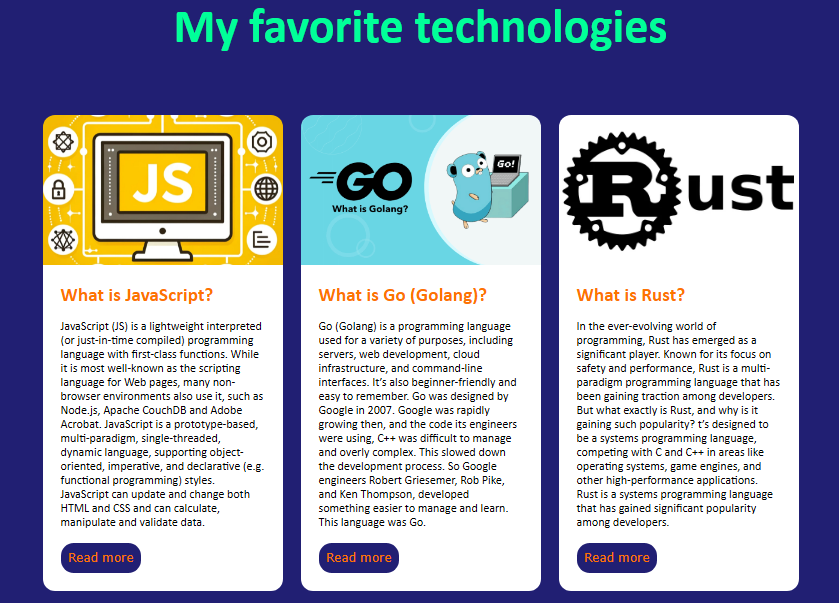 My favorite technologies
JS
What is JavaScript?
JavaScript (JS) is a lightweight interpreted
(or just-in-time compiled) programming
language with first-class functions. While
it is most well-known as the scripting
language for Web pages, many non-
browser environments also use it, such as
Node.js, Apache CouchDB and Adobe
Acrobat. JavaScript is a prototype-based,
multi-paradigm, single-threaded,
dynamic language, supporting object-
oriented, imperative, and declarative (e.g.
functional programming) styles.
JavaScript can update and change both
HTML and CSS and can calculate,
manipulate and validate data.
Read more
GO
What is Golang?
Go!
What is Go (Golang)?
Go (Golang) is a programming language
used for a variety of purposes, including
servers, web development, cloud
infrastructure, and command-line
interfaces. It's also beginner-friendly and
easy to remember. Go was designed by
Google in 2007. Google was rapidly
growing then, and the code its engineers
were using, C++ was difficult to manage
and overly complex. This slowed down
the development process. So Google
engineers Robert Griesemer, Rob Pike,
and Ken Thompson, developed
something easier to manage and learn.
This language was Go.
Read more
Rust
What is Rust?
In the ever-evolving world of
programming, Rust has emerged as a
significant player. Known for its focus on
safety and performance, Rust is a multi-
paradigm programming language that has
been gaining traction among developers.
But what exactly is Rust, and why is it
gaining such popularity? t's designed to
be a systems programming language,
competing with C and C++ in areas like
operating systems, game engines, and
other high-performance applications.
Rust is a systems programming language
that has gained significant popularity
among developers.
Read more